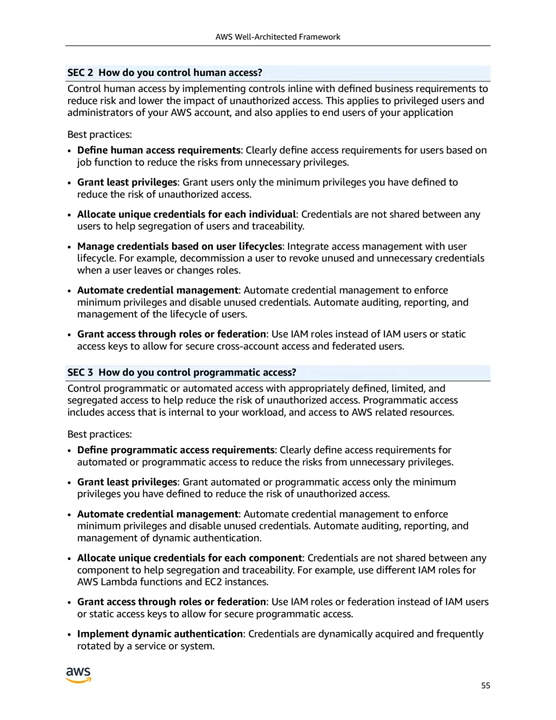 AWS Well-Architected Framework
SEC 2 How do you control human access?
Control human access by implementing controls inline with defined business requirements to
reduce risk and lower the impact of unauthorized access. This applies to privileged users and
administrators of your AWS account, and also applies to end users of your application
Best practices:
• Define human access requirements: Clearly define access requirements for users based on
job function to reduce the risks from unnecessary privileges.
• Grant least privileges: Grant users only the minimum privileges you have defined to
reduce the risk of unauthorized access.
• Allocate unique credentials for each individual: Credentials are not shared between any
users to help segregation of users and traceability.
• Manage credentials based on user lifecycles: Integrate access management with user
lifecycle. For example, decommission a user to revoke unused and unnecessary credentials
when a user leaves or changes roles.
• Automate credential management: Automate credential management to enforce
minimum privileges and disable unused credentials. Automate auditing, reporting, and
management of the lifecycle of users.
• Grant access through roles or federation: Use IAM roles instead of IAM users or static
access keys to allow for secure cross-account access and federated users.
SEC 3 How do you control programmatic access?
Control programmatic or automated access with appropriately defined, limited, and
segregated access to help reduce the risk of unauthorized access. Programmatic access
includes access that is internal to your workload, and access to AWS related resources.
Best practices:
• Define programmatic access requirements: Clearly define access requirements for
automated or programmatic access to reduce the risks from unnecessary privileges.
• Grant least privileges: Grant automated or programmatic access only the minimum
privileges you have defined to reduce the risk of unauthorized access.
• Automate credential management: Automate credential management to enforce
minimum privileges and disable unused credentials. Automate auditing, reporting, and
management of dynamic authentication.
• Allocate unique credentials for each component: Credentials are not shared between any
component to help segregation and traceability. For example, use different IAM roles for
AWS Lambda functions and EC2 instances.
• Grant access through roles or federation: Use IAM roles or federation instead of IAM users
or static access keys to allow for secure programmatic access.
• Implement dynamic authentication: Credentials are dynamically acquired and frequently
rotated by a service or system.
aws
55